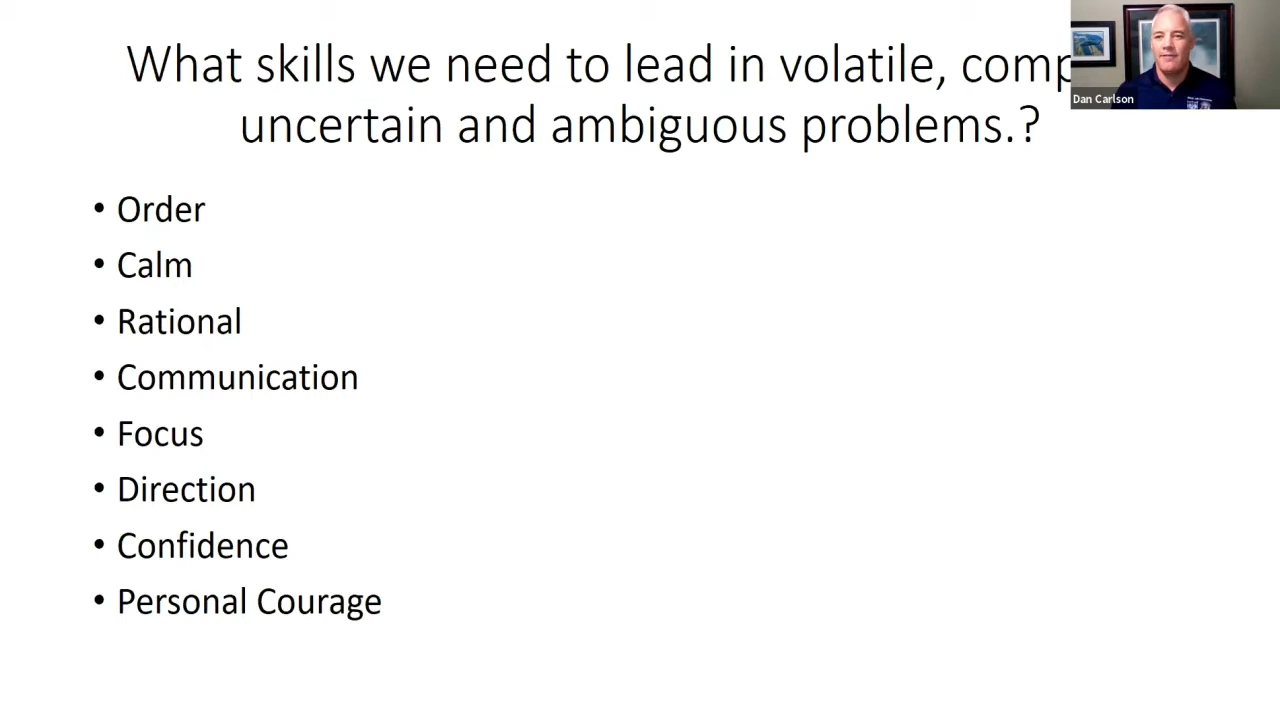 What skills we need to lead in volatile, comp
uncertain and ambiguous problems.?
Dan Carlson
• Order
• Calm
• Rational
• Communication
• Focus
• Direction
• Confidence
• Personal Courage